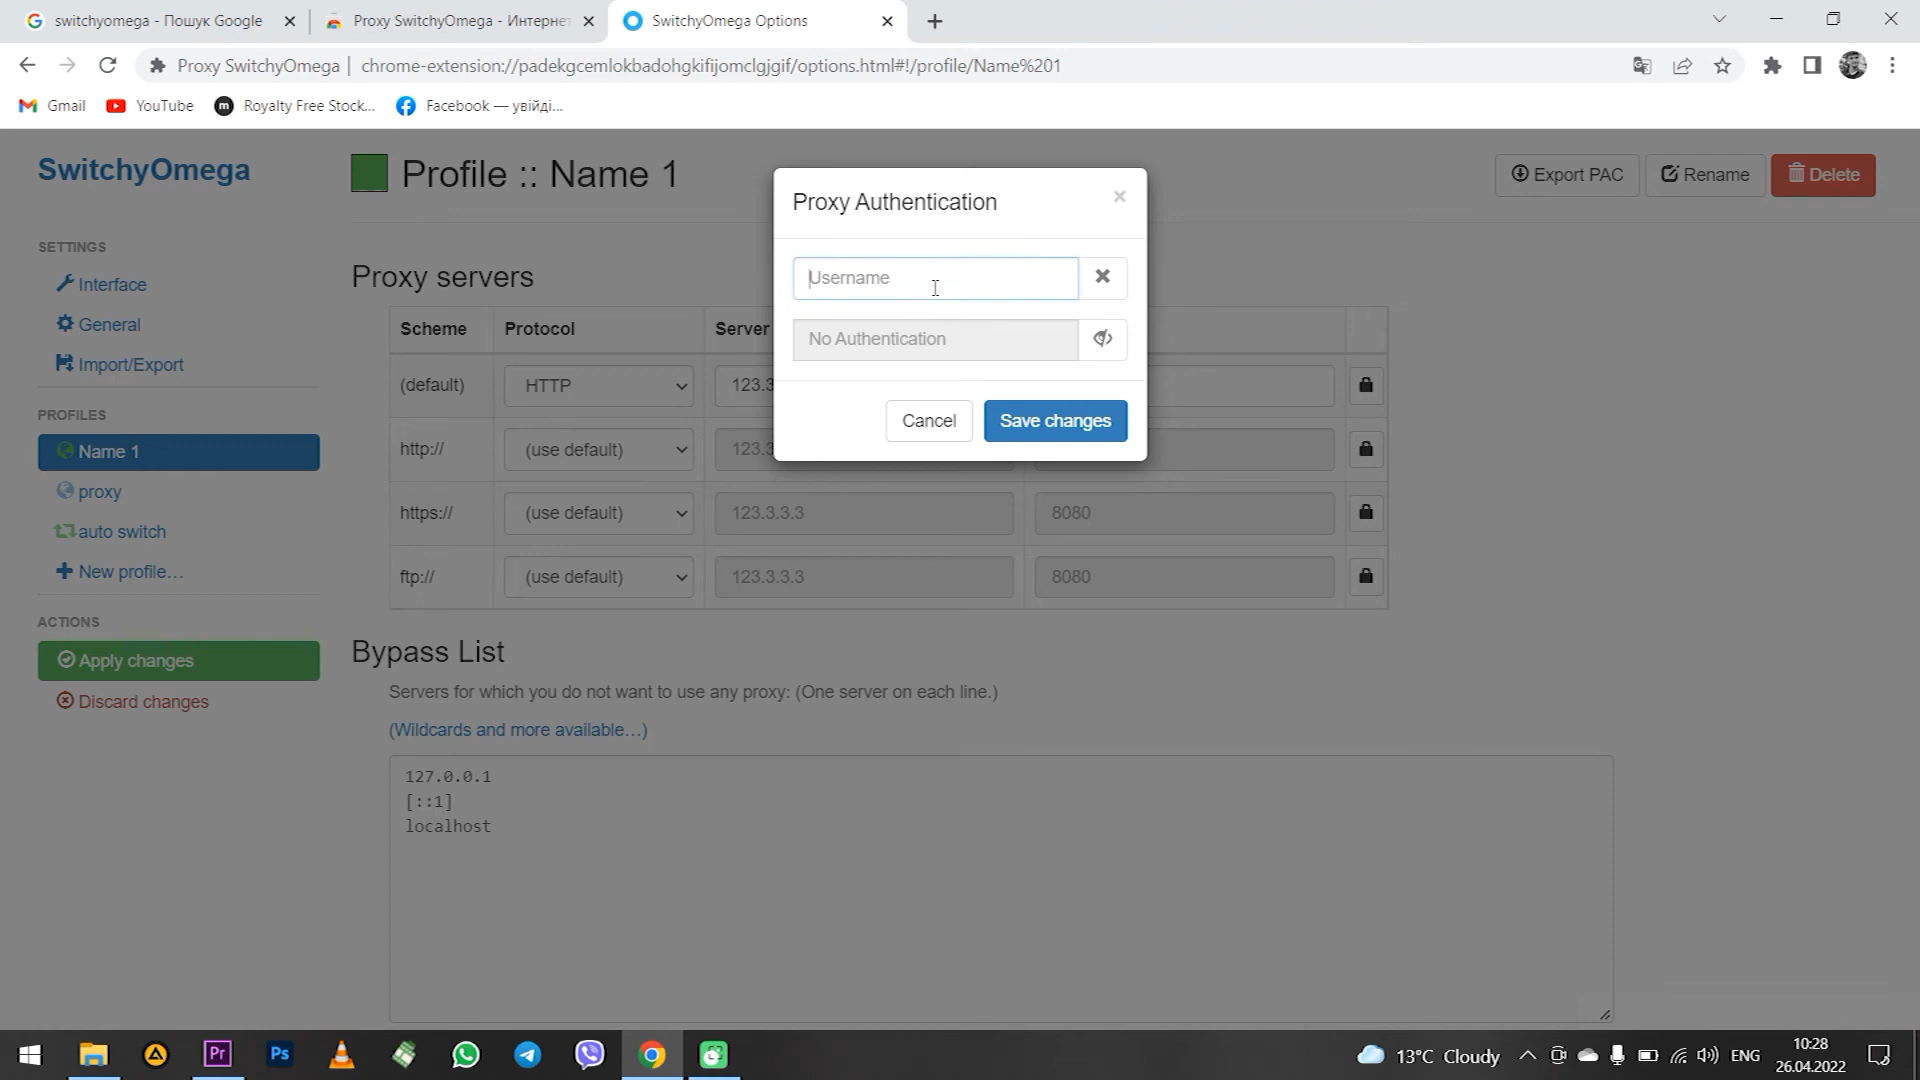 switchyomega - Пошук Google
Proxy SwitchyOmega - Интернет
SwitchyOmega Options
Proxy SwitchyOmega | chrome-extension://padekgcemlokbadohgkifijomclgjgif/options.html#!/profile/Name%201
Gmail
YouTube
Royalty Free Stock...
Facebook — увійді...
SwitchyOmega
Profile :: Name 1
Export PAC
Rename
Delete
Proxy Authentication
Username
No Authentication
Cancel
Save changes
SETTINGS
Interface
General
Import/Export
PROFILES
Name 1
proxy
auto switch
New profile…
ACTIONS
Apply changes
Discard changes
Proxy servers
Scheme Protocol Server
(default) HTTP 123.3
http:// (use default) 123.3
https:// (use default) 123.3.3.3 8080
ftp:// (use default) 123.3.3.3 8080
Bypass List
Servers for which you do not want to use any proxy: (One server on each line.)
(Wildcards and more available…)
127.0.0.1
[::1]
localhost
Pr
Ps
13°C Cloudy
ENG
10:28
26.04.2022